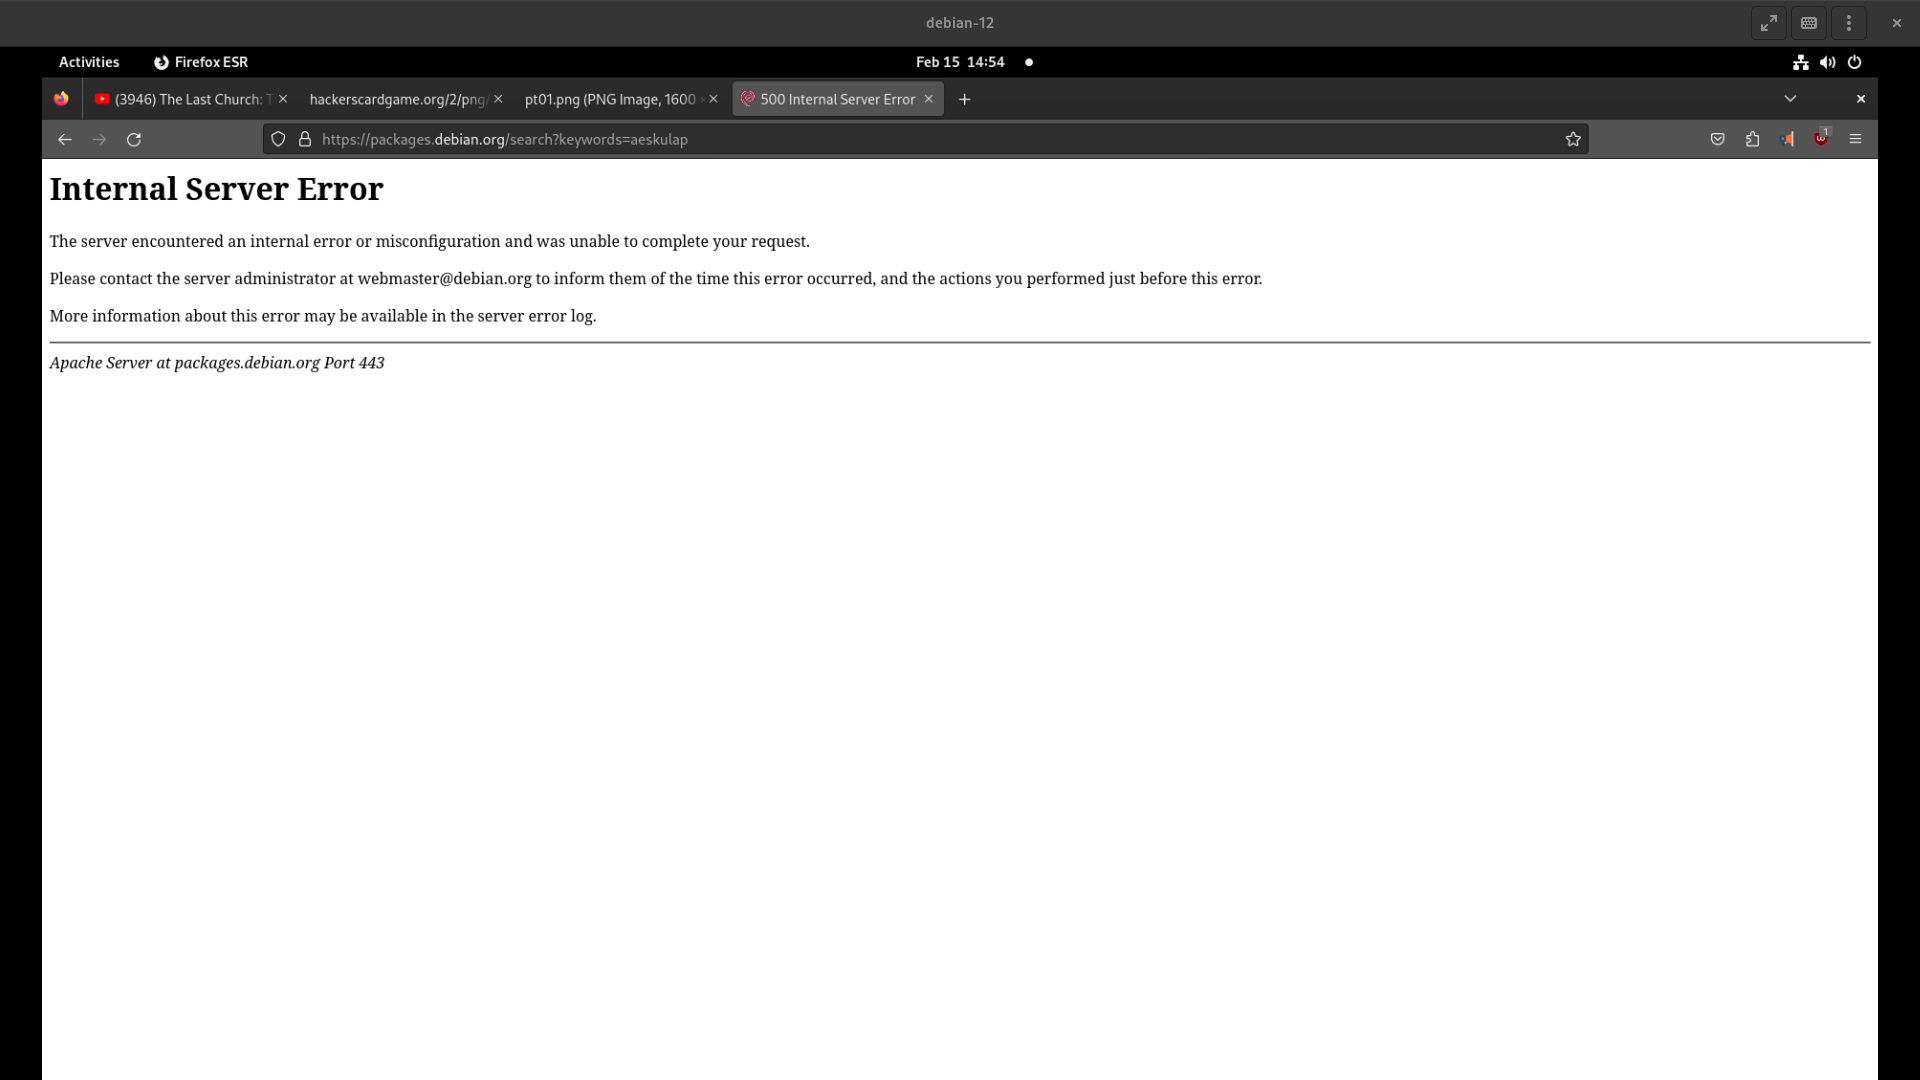 debian-12
Activities Firefox ESR Feb 15 14:54
(3946) The Last Church: T hackerscardgame.org/2/png/ pt01.png (PNG Image, 1600 × 500 Internal Server Error
https://packages.debian.org/search?keywords=aeskulap 1
Internal Server Error
The server encountered an internal error or misconfiguration and was unable to complete your request.
Please contact the server administrator at webmaster@debian.org to inform them of the time this error occurred, and the actions you performed just before this error.
More information about this error may be available in the server error log.
Apache Server at packages.debian.org Port 443